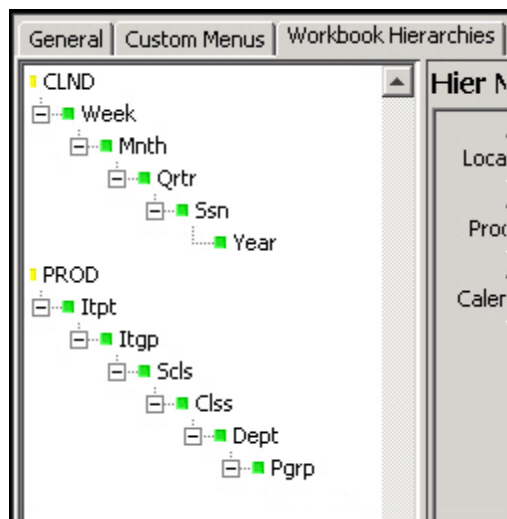 General Custom Menus Workbook Hierarchies
CLND
Week
Mnth
Qrtr
Ssn
Year
PROD
Itpt
Itgp
Scls
Clss
Dept
Pgrp
Hier
Loca
Proc
Caler